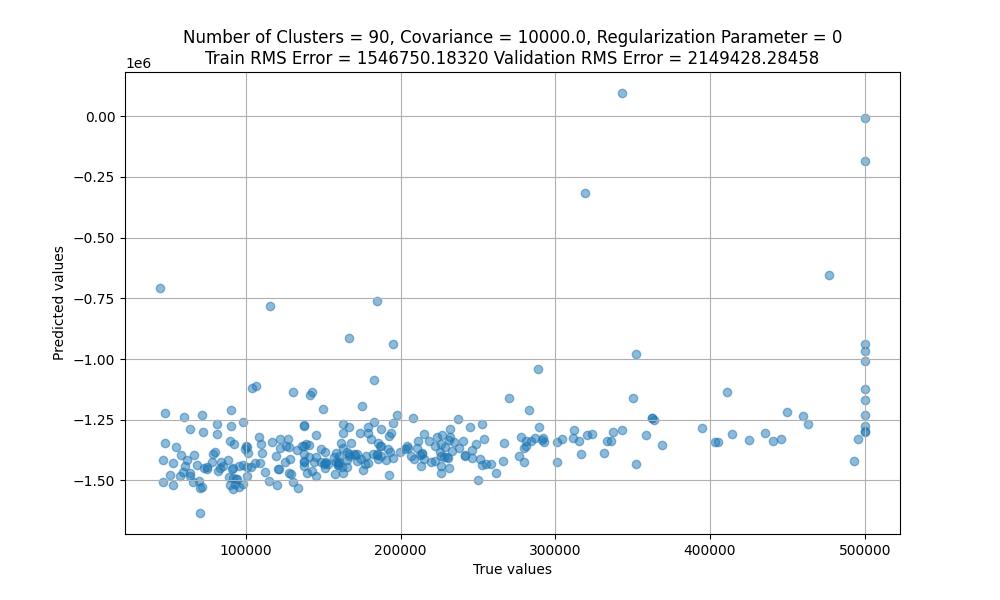 Number of Clusters = 90, Covariance = 10000.0, Regularization Parameter = 0
Train RMS Error = 1546750.18320 Validation RMS Error = 2149428.28458
1e6
0.00
−0.25
−0.50
−0.75
−1.00
−1.25
−1.50
Predicted values
100000 200000 300000 400000 500000
True values